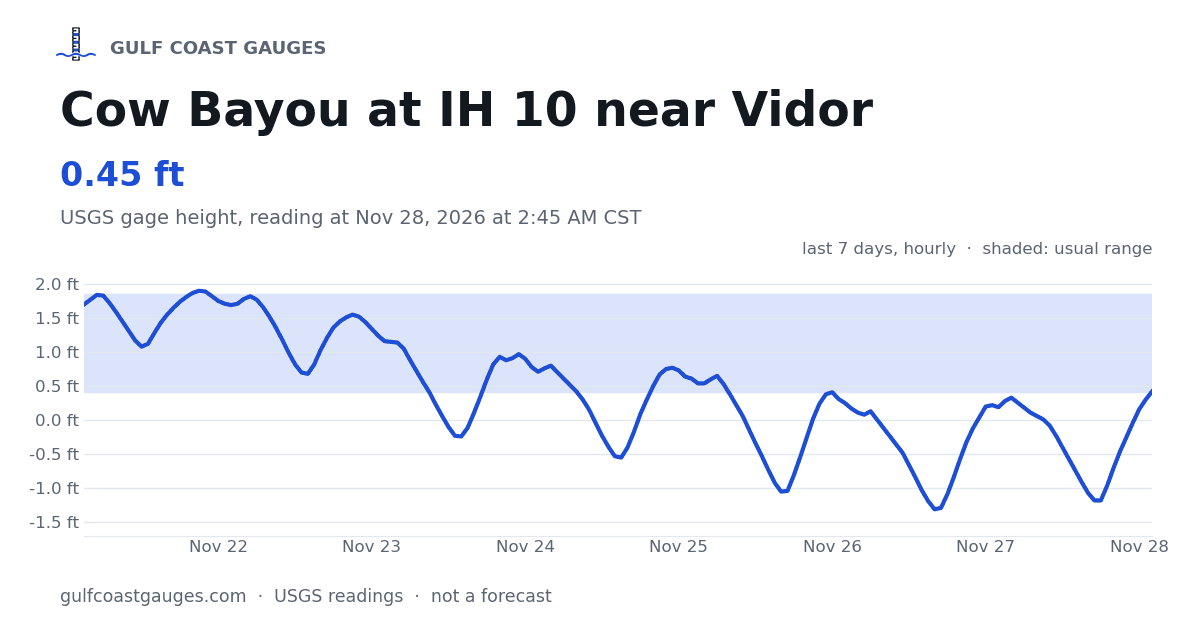 GULF COAST GAUGES
Cow Bayou at IH 10 near Vidor
0.45 ft
USGS gage height, reading at Nov 28, 2026 at 2:45 AM CST
last 7 days, hourly · shaded: usual range
2.0 ft
1.5 ft
1.0 ft
0.5 ft
0.0 ft
-0.5 ft
-1.0 ft
-1.5 ft
Nov 22 Nov 23 Nov 24 Nov 25 Nov 26 Nov 27 Nov 28
gulfcoastgauges.com · USGS readings · not a forecast